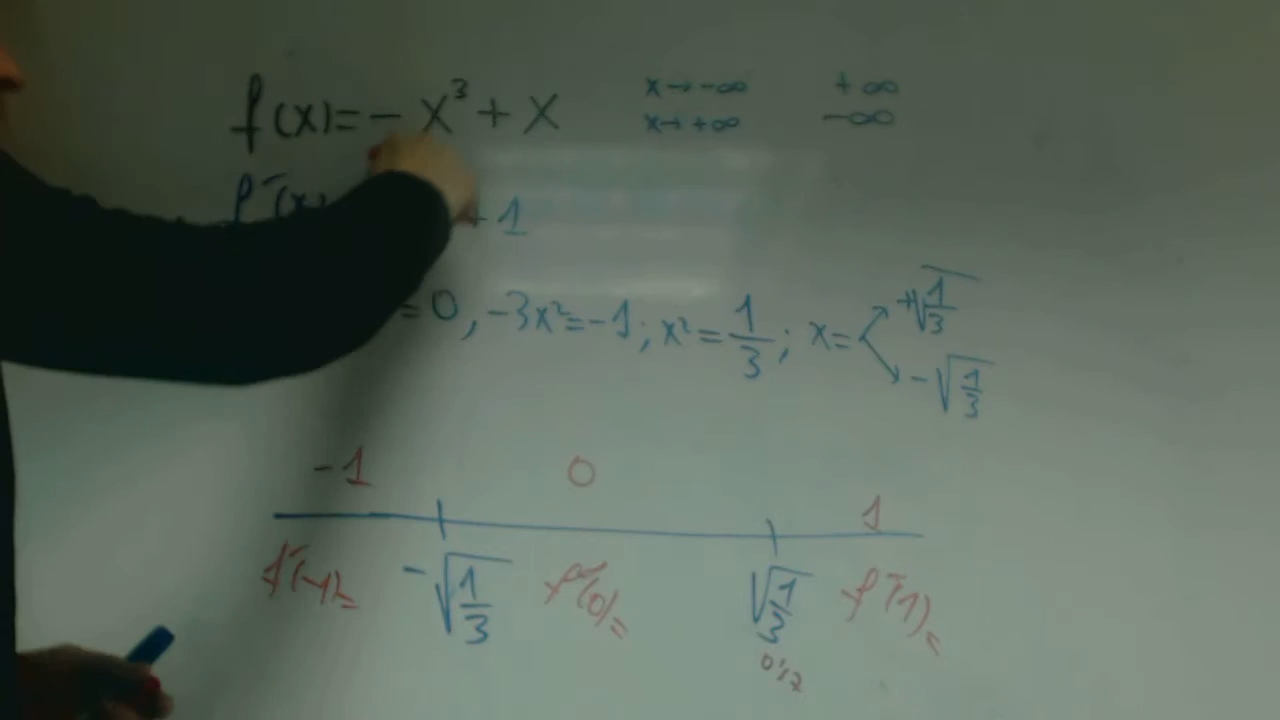 f(x)=-x³+x x→-∞ +∞
x→+∞ -∞
f'(x) +1
=0, -3x²=-1; x²=1/3; x= +√(1/3)
-√(1/3)
-1 0 1
f'(-1)= -√(1/3) f'(0)= √(1/3) f'(1)=